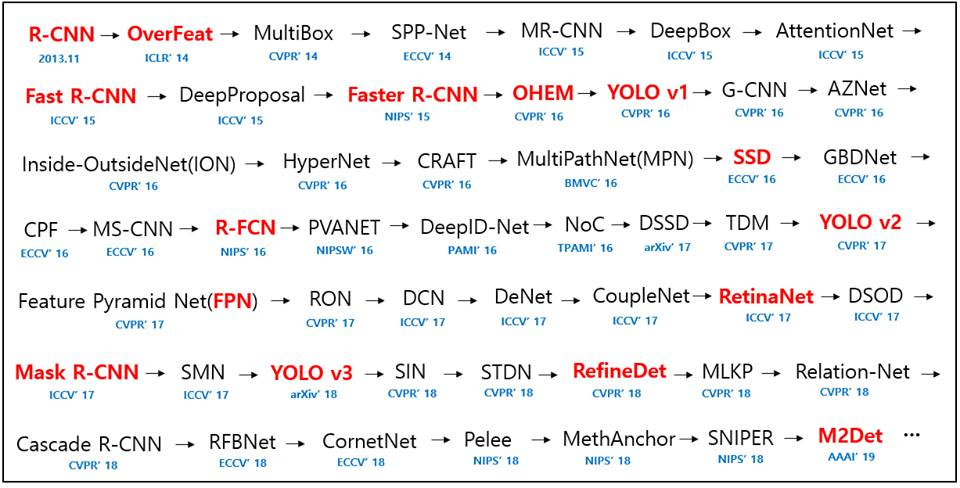 R-CNN → OverFeat → MultiBox → SPP-Net → MR-CNN → DeepBox → AttentionNet →
2013.11 ICLR' 14 CVPR' 14 ECCV' 14 ICCV' 15 ICCV' 15 ICCV' 15
Fast R-CNN → DeepProposal → Faster R-CNN → OHEM → YOLO v1 → G-CNN → AZNet →
ICCV' 15 ICCV' 15 NIPS' 15 CVPR' 16 CVPR' 16 CVPR' 16 CVPR' 16
Inside-OutsideNet(ION) → HyperNet → CRAFT → MultiPathNet(MPN) → SSD → GBDNet →
CVPR' 16 CVPR' 16 CVPR' 16 BMVC' 16 ECCV' 16 ECCV' 16
CPF → MS-CNN → R-FCN → PVANET → DeepID-Net → NoC → DSSD → TDM → YOLO v2 →
ECCV' 16 ECCV' 16 NIPS' 16 NIPSW' 16 PAMI' 16 TPAMI' 16 arXiv' 17 CVPR' 17 CVPR' 17
Feature Pyramid Net(FPN) → RON → DCN → DeNet → CoupleNet → RetinaNet → DSOD →
CVPR' 17 CVPR' 17 ICCV' 17 ICCV' 17 ICCV' 17 ICCV' 17 ICCV' 17
Mask R-CNN → SMN → YOLO v3 → SIN → STDN → RefineDet → MLKP → Relation-Net →
ICCV' 17 ICCV' 17 arXiv' 18 CVPR' 18 CVPR' 18 CVPR' 18 CVPR' 18 CVPR' 18
Cascade R-CNN → RFBNet → CornetNet → Pelee → MethAnchor → SNIPER → M2Det ···
CVPR' 18 ECCV' 18 ECCV' 18 NIPS' 18 NIPS' 18 NIPS' 18 AAAI' 19